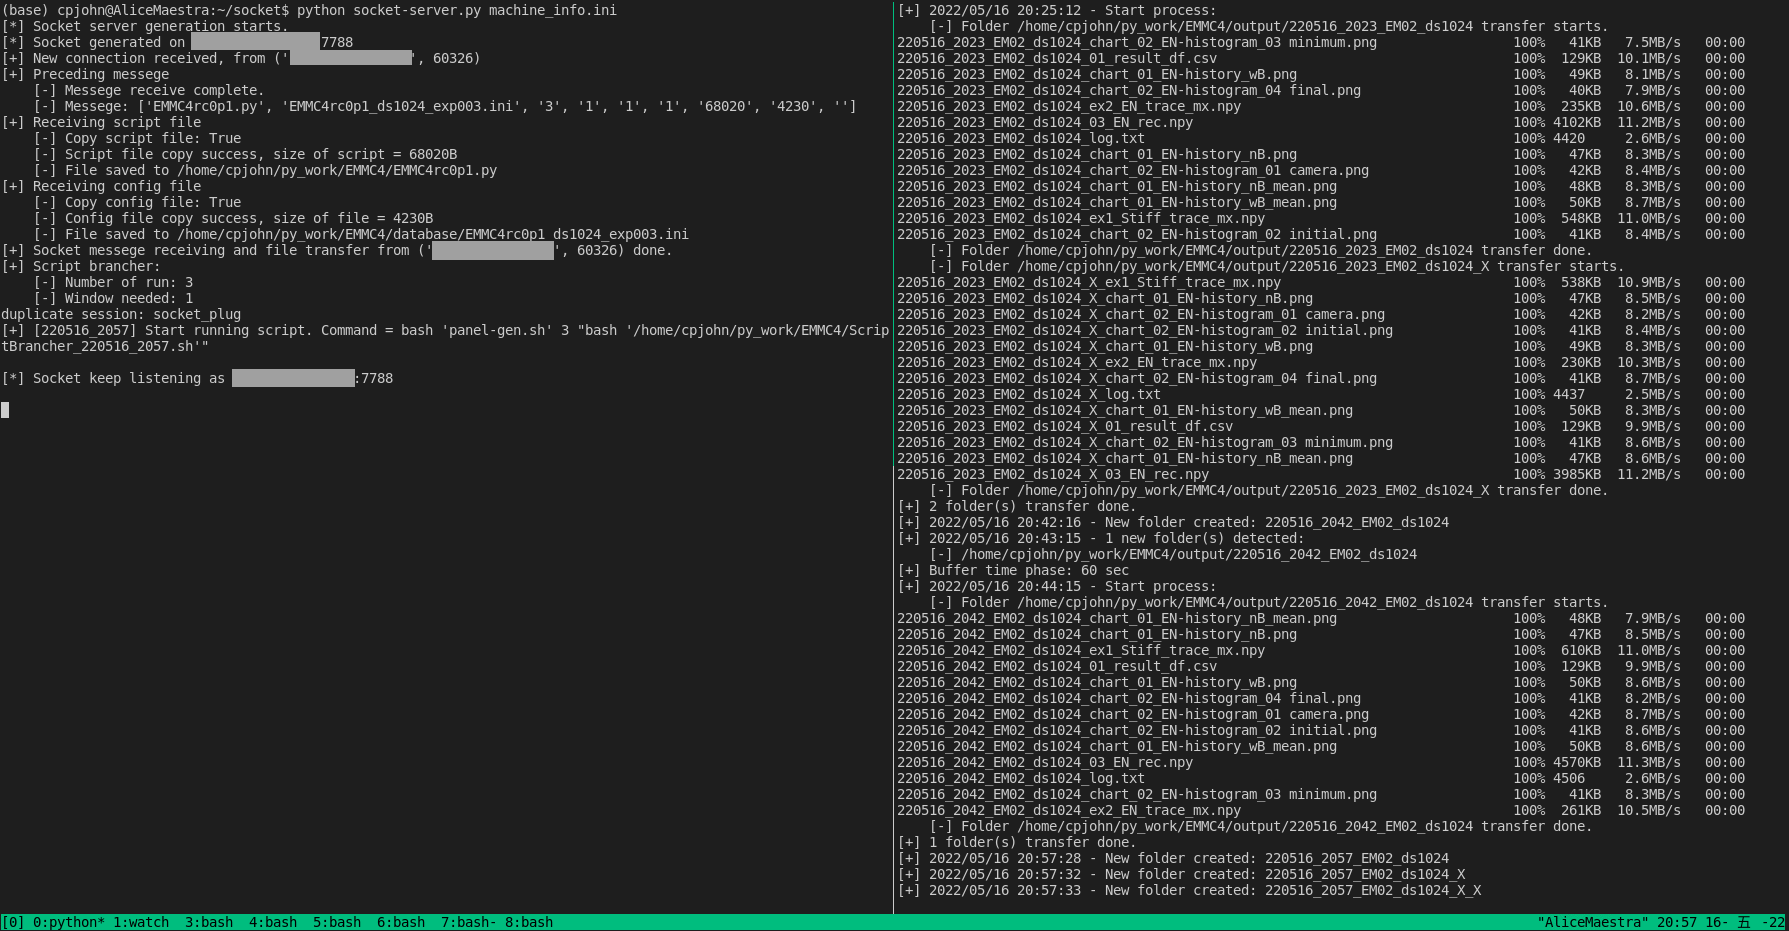 (base) cpjohn@AliceMaestra:~/socket$ python socket-server.py machine_info.ini
[*] Socket server generation starts.
[*] Socket generated on 7788
[+] New connection received, from (' ', 60326)
[+] Preceding messege
    [-] Messege receive complete.
    [-] Messege: ['EMMC4rc0p1.py', 'EMMC4rc0p1_ds1024_exp003.ini', '3', '1', '1', '1', '68020', '4230', '']
[+] Receiving script file
    [-] Copy script file: True
    [-] Script file copy success, size of script = 68020B
    [-] File saved to /home/cpjohn/py_work/EMMC4/EMMC4rc0p1.py
[+] Receiving config file
    [-] Copy config file: True
    [-] Config file copy success, size of file = 4230B
    [-] File saved to /home/cpjohn/py_work/EMMC4/database/EMMC4rc0p1_ds1024_exp003.ini
[+] Socket messege receiving and file transfer from (' ', 60326) done.
[+] Script brancher:
    [-] Number of run: 3
    [-] Window needed: 1
duplicate session: socket_plug
[+] [220516_2057] Start running script. Command = bash 'panel-gen.sh' 3 "bash '/home/cpjohn/py_work/EMMC4/Scrip
tBrancher_220516_2057.sh'"
[*] Socket keep listening as :7788
[+] 2022/05/16 20:25:12 - Start process:
    [-] Folder /home/cpjohn/py_work/EMMC4/output/220516_2023_EM02_ds1024 transfer starts.
220516_2023_EM02_ds1024_chart_02_EN-histogram_03 minimum.png 100% 41KB 7.5MB/s 00:00
220516_2023_EM02_ds1024_01_result_df.csv 100% 129KB 10.1MB/s 00:00
220516_2023_EM02_ds1024_chart_01_EN-history_wB.png 100% 49KB 8.1MB/s 00:00
220516_2023_EM02_ds1024_chart_02_EN-histogram_04 final.png 100% 40KB 7.9MB/s 00:00
220516_2023_EM02_ds1024_ex2_EN_trace_mx.npy 100% 235KB 10.6MB/s 00:00
220516_2023_EM02_ds1024_03_EN_rec.npy 100% 4102KB 11.2MB/s 00:00
220516_2023_EM02_ds1024_log.txt 100% 4420 2.6MB/s 00:00
220516_2023_EM02_ds1024_chart_01_EN-history_nB.png 100% 47KB 8.3MB/s 00:00
220516_2023_EM02_ds1024_chart_02_EN-histogram_01 camera.png 100% 42KB 8.4MB/s 00:00
220516_2023_EM02_ds1024_chart_01_EN-history_nB_mean.png 100% 48KB 8.3MB/s 00:00
220516_2023_EM02_ds1024_chart_01_EN-history_wB_mean.png 100% 50KB 8.7MB/s 00:00
220516_2023_EM02_ds1024_ex1_Stiff_trace_mx.npy 100% 548KB 11.0MB/s 00:00
220516_2023_EM02_ds1024_chart_02_EN-histogram_02 initial.png 100% 41KB 8.4MB/s 00:00
    [-] Folder /home/cpjohn/py_work/EMMC4/output/220516_2023_EM02_ds1024 transfer done.
    [-] Folder /home/cpjohn/py_work/EMMC4/output/220516_2023_EM02_ds1024_X transfer starts.
220516_2023_EM02_ds1024_X_ex1_Stiff_trace_mx.npy 100% 538KB 10.9MB/s 00:00
220516_2023_EM02_ds1024_X_chart_01_EN-history_nB.png 100% 47KB 8.5MB/s 00:00
220516_2023_EM02_ds1024_X_chart_02_EN-histogram_01 camera.png 100% 42KB 8.2MB/s 00:00
220516_2023_EM02_ds1024_X_chart_02_EN-histogram_02 initial.png 100% 41KB 8.4MB/s 00:00
220516_2023_EM02_ds1024_X_chart_01_EN-history_wB.png 100% 49KB 8.3MB/s 00:00
220516_2023_EM02_ds1024_X_ex2_EN_trace_mx.npy 100% 230KB 10.3MB/s 00:00
220516_2023_EM02_ds1024_X_chart_02_EN-histogram_04 final.png 100% 41KB 8.7MB/s 00:00
220516_2023_EM02_ds1024_X_log.txt 100% 4437 2.5MB/s 00:00
220516_2023_EM02_ds1024_X_chart_01_EN-history_wB_mean.png 100% 50KB 8.3MB/s 00:00
220516_2023_EM02_ds1024_X_01_result_df.csv 100% 129KB 9.9MB/s 00:00
220516_2023_EM02_ds1024_X_chart_02_EN-histogram_03 minimum.png 100% 41KB 8.6MB/s 00:00
220516_2023_EM02_ds1024_X_chart_01_EN-history_nB_mean.png 100% 47KB 8.6MB/s 00:00
220516_2023_EM02_ds1024_X_03_EN_rec.npy 100% 3985KB 11.2MB/s 00:00
    [-] Folder /home/cpjohn/py_work/EMMC4/output/220516_2023_EM02_ds1024_X transfer done.
[+] 2 folder(s) transfer done.
[+] 2022/05/16 20:42:16 - New folder created: 220516_2042_EM02_ds1024
[+] 2022/05/16 20:43:15 - 1 new folder(s) detected:
    [-] /home/cpjohn/py_work/EMMC4/output/220516_2042_EM02_ds1024
[+] Buffer time phase: 60 sec
[+] 2022/05/16 20:44:15 - Start process:
    [-] Folder /home/cpjohn/py_work/EMMC4/output/220516_2042_EM02_ds1024 transfer starts.
220516_2042_EM02_ds1024_chart_01_EN-history_nB_mean.png 100% 48KB 7.9MB/s 00:00
220516_2042_EM02_ds1024_chart_01_EN-history_nB.png 100% 47KB 8.5MB/s 00:00
220516_2042_EM02_ds1024_ex1_Stiff_trace_mx.npy 100% 610KB 11.0MB/s 00:00
220516_2042_EM02_ds1024_01_result_df.csv 100% 129KB 9.9MB/s 00:00
220516_2042_EM02_ds1024_chart_01_EN-history_wB.png 100% 50KB 8.6MB/s 00:00
220516_2042_EM02_ds1024_chart_02_EN-histogram_04 final.png 100% 41KB 8.2MB/s 00:00
220516_2042_EM02_ds1024_chart_02_EN-histogram_01 camera.png 100% 42KB 8.7MB/s 00:00
220516_2042_EM02_ds1024_chart_02_EN-histogram_02 initial.png 100% 41KB 8.6MB/s 00:00
220516_2042_EM02_ds1024_chart_01_EN-history_wB_mean.png 100% 50KB 8.6MB/s 00:00
220516_2042_EM02_ds1024_03_EN_rec.npy 100% 4570KB 11.3MB/s 00:00
220516_2042_EM02_ds1024_log.txt 100% 4506 2.6MB/s 00:00
220516_2042_EM02_ds1024_chart_02_EN-histogram_03 minimum.png 100% 41KB 8.3MB/s 00:00
220516_2042_EM02_ds1024_ex2_EN_trace_mx.npy 100% 261KB 10.5MB/s 00:00
    [-] Folder /home/cpjohn/py_work/EMMC4/output/220516_2042_EM02_ds1024 transfer done.
[+] 1 folder(s) transfer done.
[+] 2022/05/16 20:57:28 - New folder created: 220516_2057_EM02_ds1024
[+] 2022/05/16 20:57:32 - New folder created: 220516_2057_EM02_ds1024_X
[+] 2022/05/16 20:57:33 - New folder created: 220516_2057_EM02_ds1024_X_X
[0] 0:python* 1:watch 3:bash 4:bash 5:bash 6:bash 7:bash- 8:bash "AliceMaestra" 20:57 16- 五 -22